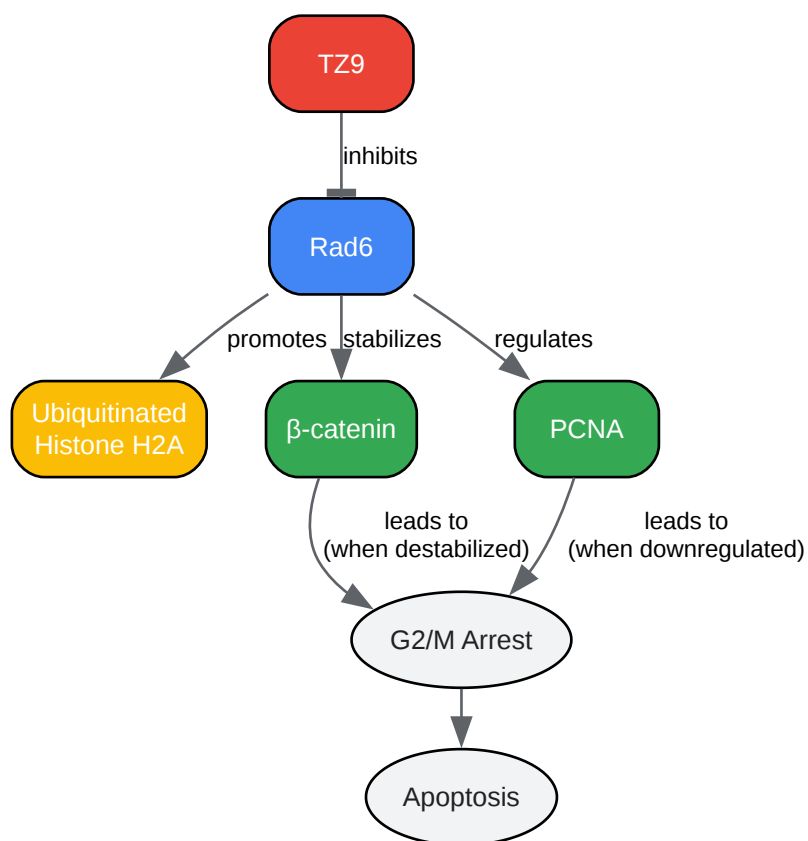 TZ9
inhibits
Rad6
promotes
stabilizes
regulates
Ubiquitinated
Histone H2A
β-catenin
PCNA
leads to
(when destabilized)
leads to
(when downregulated)
G2/M Arrest
Apoptosis